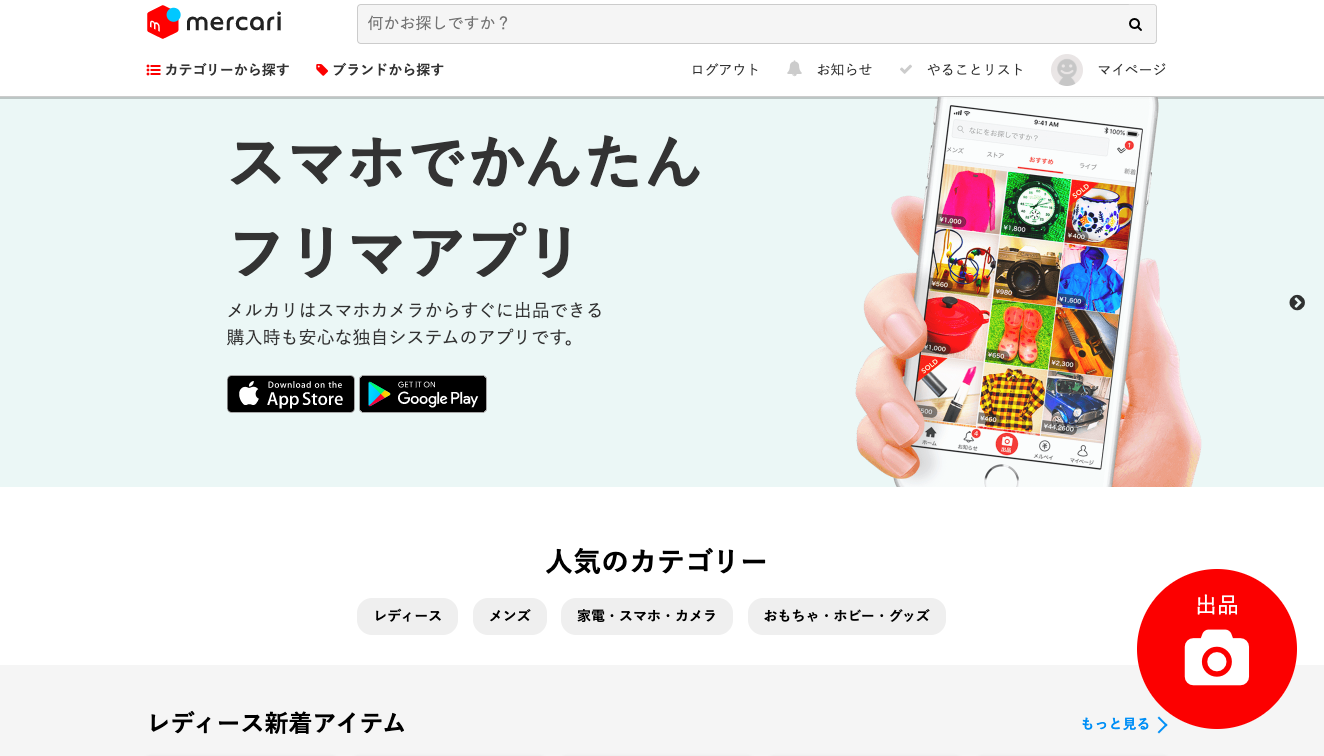 mercari
何かお探しですか？
カテゴリーから探す
ブランドから探す
ログアウト
お知らせ
やることリスト
マイページ
スマホでかんたん
フリマアプリ
メルカリはスマホカメラからすぐに出品できる
購入時も安心な独自システムのアプリです。
Download on the
App Store
GET IT ON
Google Play
9:41 AM
100%
なにをお探しですか？
1
メンズ
ストア
おすすめ
ライブ
新着
¥1,000
¥1,800
SOLD
¥400
¥560
¥980
¥1,600
¥1,000
¥650
¥2,300
SOLD
500
¥460
¥44,2600
ホーム
4
お知らせ
出品
メルペイ
マイページ
人気のカテゴリー
レディース
メンズ
家電・スマホ・カメラ
おもちゃ・ホビー・グッズ
出品
レディース新着アイテム
もっと見る